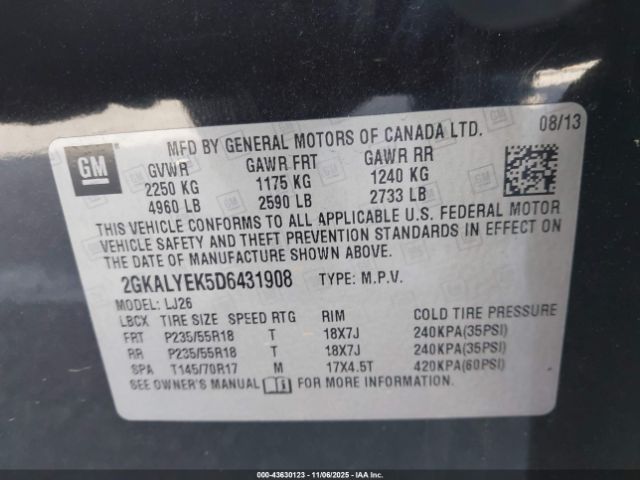 MFD BY GENERAL MOTORS OF CANADA LTD. 08/13
GM
GVWR GAWR FRT GAWR RR
2250 KG 1175 KG 1240 KG
4960 LB 2590 LB 2733 LB
THIS VEHICLE CONFORMS TO ALL APPLICABLE U.S. FEDERAL MOTOR
VEHICLE SAFETY AND THEFT PREVENTION STANDARDS IN EFFECT ON
THE DATE OF MANUFACTURE SHOWN ABOVE.
2GKALYEK5D6431908 TYPE: M.P.V.
MODEL: LJ26
LBCX TIRE SIZE SPEED RTG RIM COLD TIRE PRESSURE
FRT P235/55R18 T 18X7J 240KPA(35PSI)
RR P235/55R18 T 18X7J 240KPA(35PSI)
SPA T145/70R17 M 17X4.5T 420KPA(60PSI)
SEE OWNER'S MANUAL FOR MORE INFORMATION.
000-43630123 - 11/06/2025 - IAAI.COM